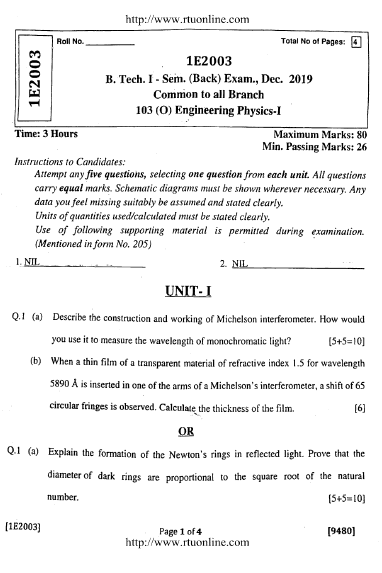 http://www.rtuonline.com
1E2003
Roll No. ________
Total No of Pages: 4
1E2003
B. Tech. I - Sem. (Back) Exam., Dec. 2019
Common to all Branch
103 (O) Engineering Physics-I
Time: 3 Hours
Maximum Marks: 80
Min. Passing Marks: 26
Instructions to Candidates:
Attempt any five questions, selecting one question from each unit. All questions
carry equal marks. Schematic diagrams must be shown wherever necessary. Any
data you feel missing suitably be assumed and stated clearly.
Units of quantities used/calculated must be stated clearly.
Use of following supporting material is permitted during examination.
(Mentioned in form No. 205)
1. NIL
2. NIL
UNIT- I
Q.1 (a) Describe the construction and working of Michelson interferometer. How would
you use it to measure the wavelength of monochromatic light? [5+5=10]
(b) When a thin film of a transparent material of refractive index 1.5 for wavelength
5890 Å is inserted in one of the arms of a Michelson's interferometer, a shift of 65
circular fringes is observed. Calculate the thickness of the film. [6]
OR
Q.1 (a) Explain the formation of the Newton's rings in reflected light. Prove that the
diameter of dark rings are proportional to the square root of the natural
number. [5+5=10]
[1E2003]
Page 1 of 4
[9480]
http://www.rtuonline.com